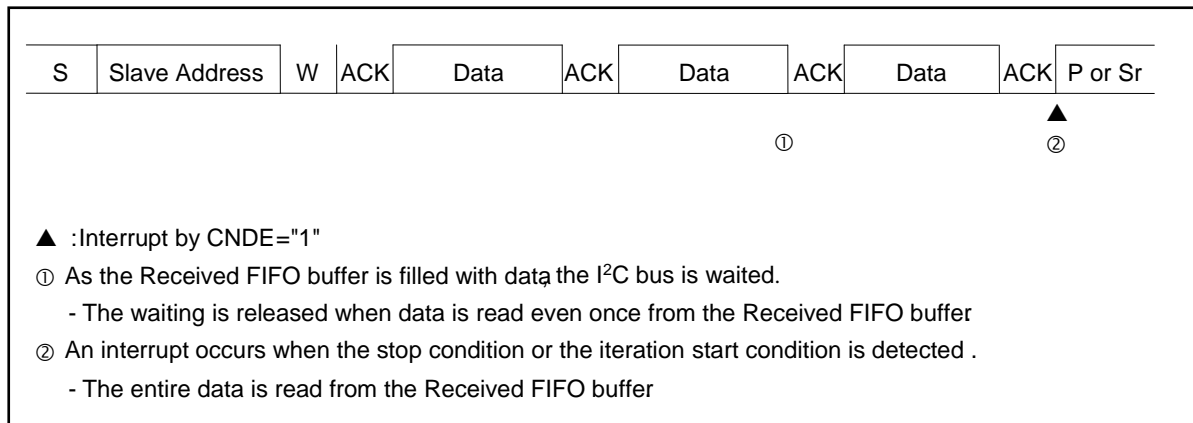 S Slave Address W ACK Data ACK Data ACK Data ACK P or Sr
▲
① ②
▲ :Interrupt by CNDE="1"
① As the Received FIFO buffer is filled with data, the I²C bus is waited.
- The waiting is released when data is read even once from the Received FIFO buffer.
② An interrupt occurs when the stop condition or the iteration start condition is detected .
- The entire data is read from the Received FIFO buffer.